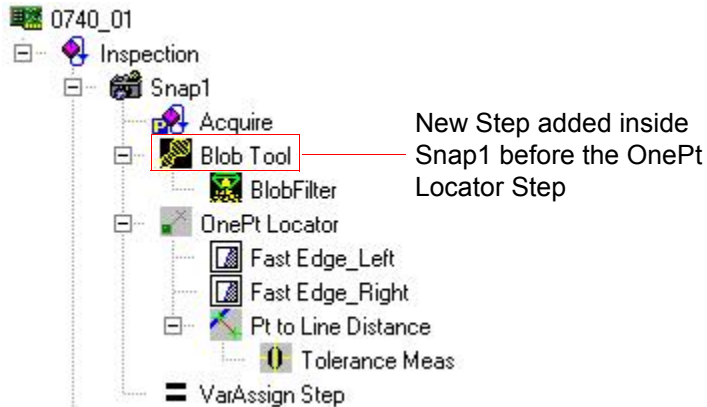 0740_01
Inspection
Snap1
Acquire
Blob Tool
BlobFilter
OnePt Locator
Fast Edge_Left
Fast Edge_Right
Pt to Line Distance
Tolerance Meas
VarAssign Step
New Step added inside
Snap1 before the OnePt
Locator Step